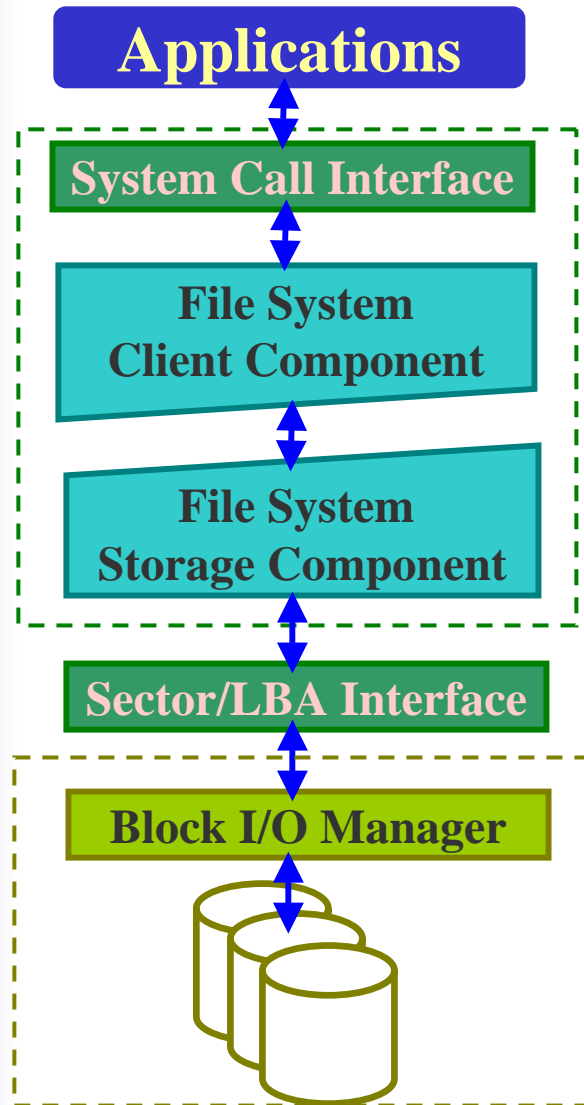 Applications
System Call Interface
File System
Client Component
File System
Storage Component
Sector/LBA Interface
Block I/O Manager